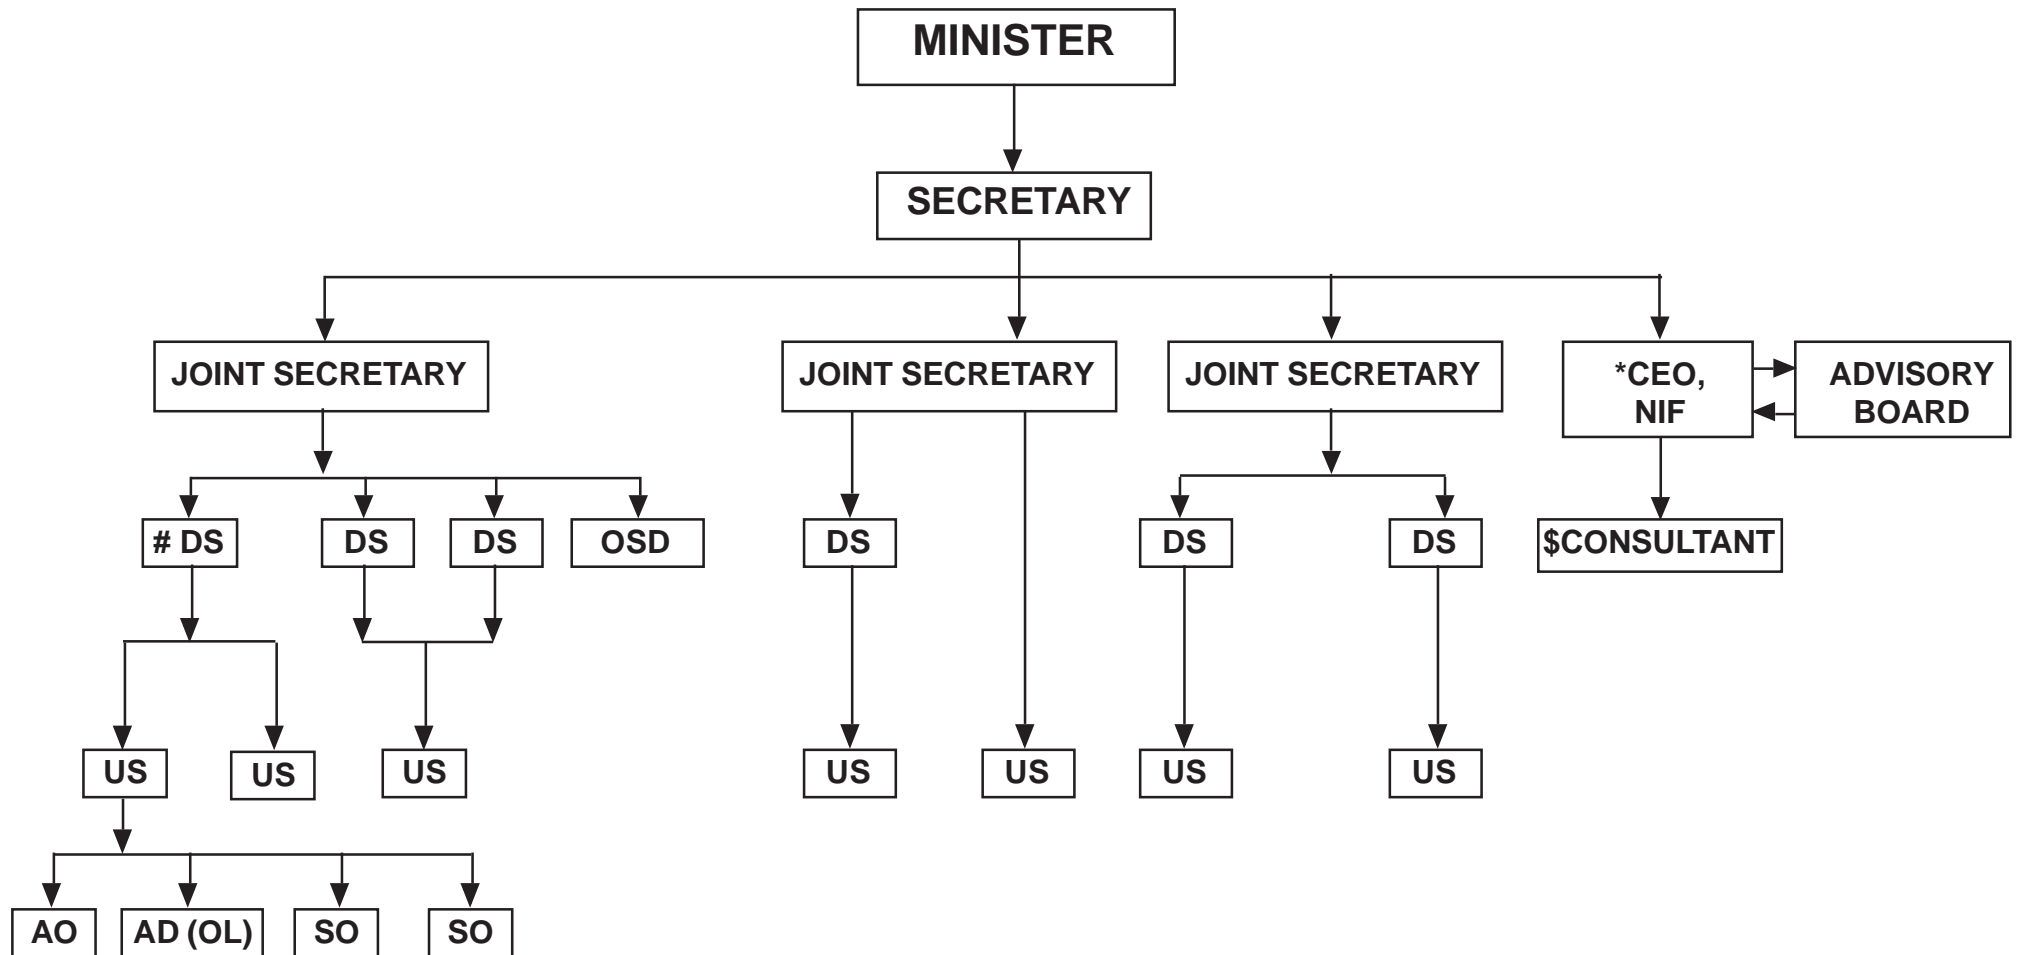 MINISTER
SECRETARY
JOINT SECRETARY
JOINT SECRETARY
JOINT SECRETARY
*CEO,
NIF
ADVISORY
BOARD
# DS
DS
DS
OSD
DS
DS
DS
$CONSULTANT
US
US
US
US
US
US
US
AO
AD (OL)
SO
SO